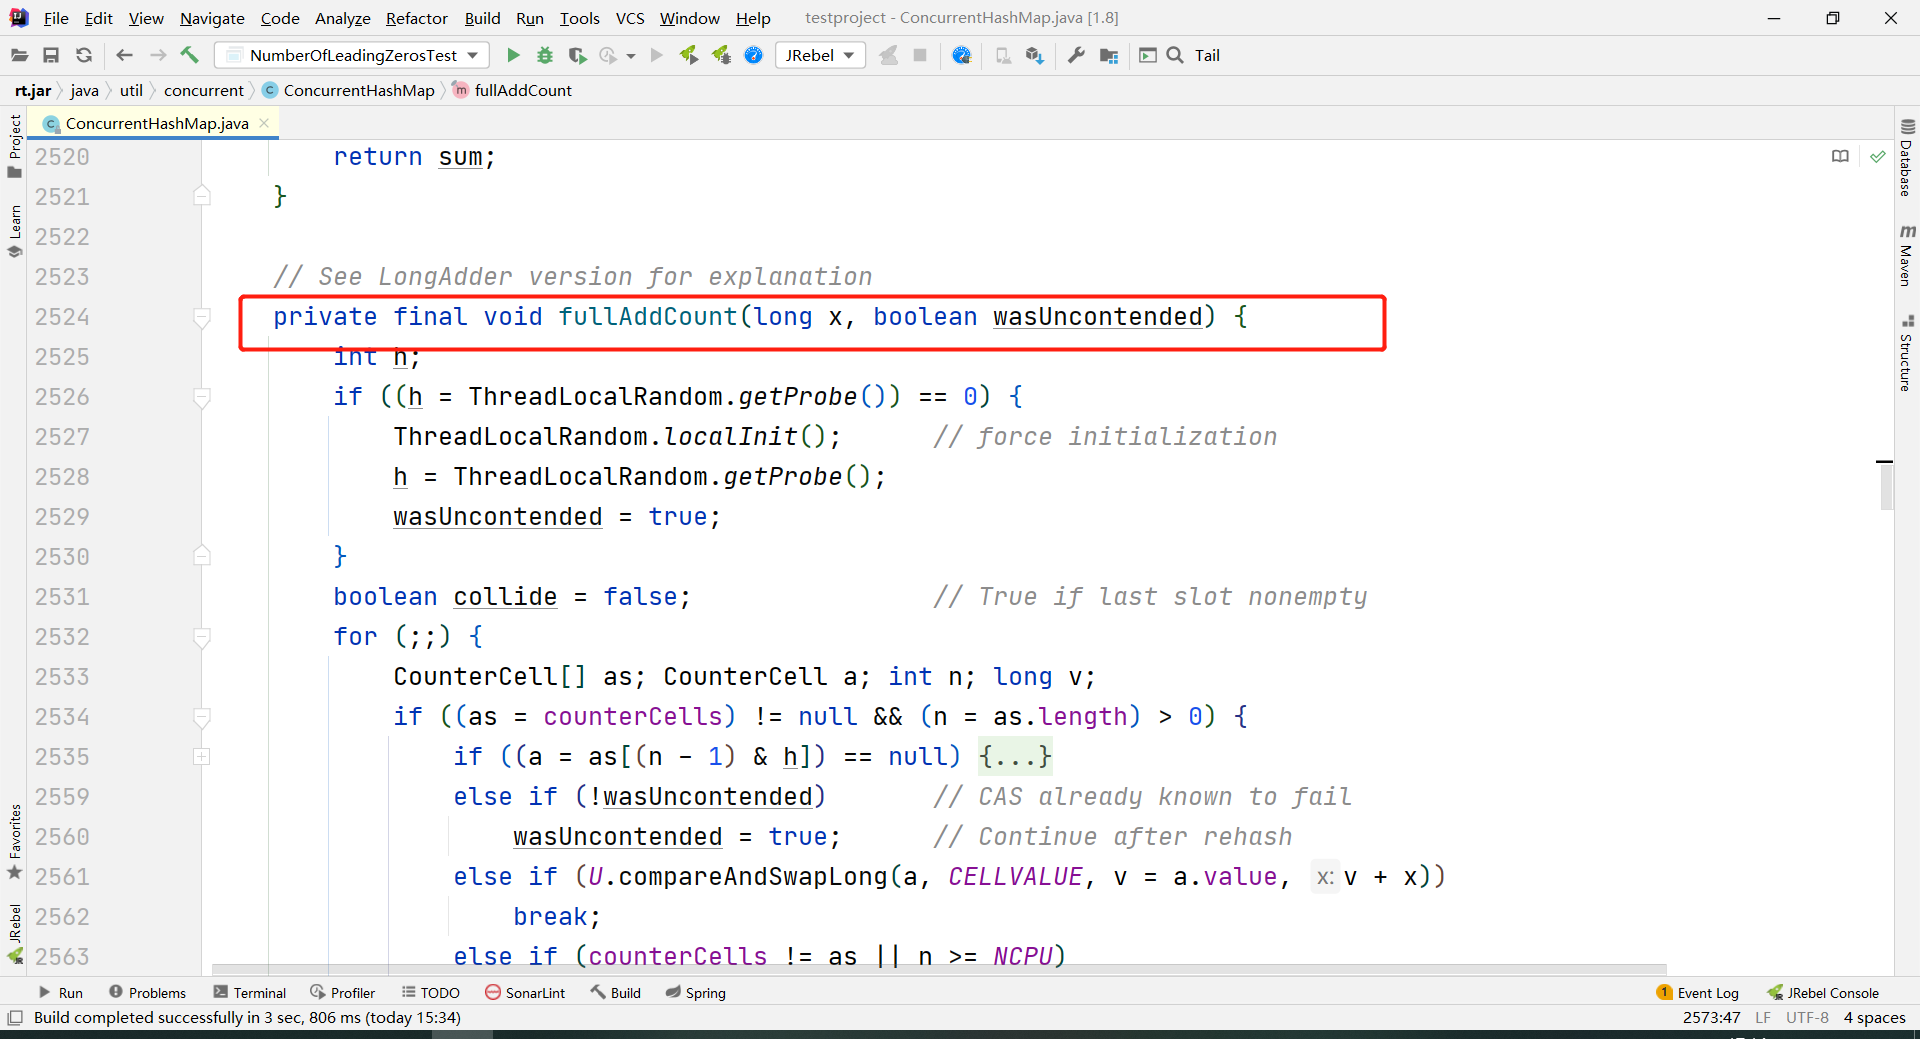 File Edit View Navigate Code Analyze Refactor Build Run Tools VCS Window Help testproject - ConcurrentHashMap.java [1.8]
NumberOfLeadingZerosTest JRebel Tail
rt.jar java util concurrent C ConcurrentHashMap m fullAddCount
Project
Learn
Favorites
JRebel
C ConcurrentHashMap.java
2520 return sum;
2521 }
2522
2523 // See LongAdder version for explanation
2524 private final void fullAddCount(long x, boolean wasUncontended) {
2525 int h;
2526 if ((h = ThreadLocalRandom.getProbe()) == 0) {
2527 ThreadLocalRandom.localInit(); // force initialization
2528 h = ThreadLocalRandom.getProbe();
2529 wasUncontended = true;
2530 }
2531 boolean collide = false; // True if last slot nonempty
2532 for (;;) {
2533 CounterCell[] as; CounterCell a; int n; long v;
2534 if ((as = counterCells) != null && (n = as.length) > 0) {
2535 if ((a = as[(n - 1) & h]) == null) {...}
2559 else if (!wasUncontended) // CAS already known to fail
2560 wasUncontended = true; // Continue after rehash
2561 else if (U.compareAndSwapLong(a, CELLVALUE, v = a.value, x: v + x))
2562 break;
2563 else if (counterCells != as || n >= NCPU)
Database
m Maven
Structure
Run Problems Terminal Profiler TODO SonarLint Build Spring 1 Event Log JRebel Console
Build completed successfully in 3 sec, 806 ms (today 15:34) 2573:47 LF UTF-8 4 spaces